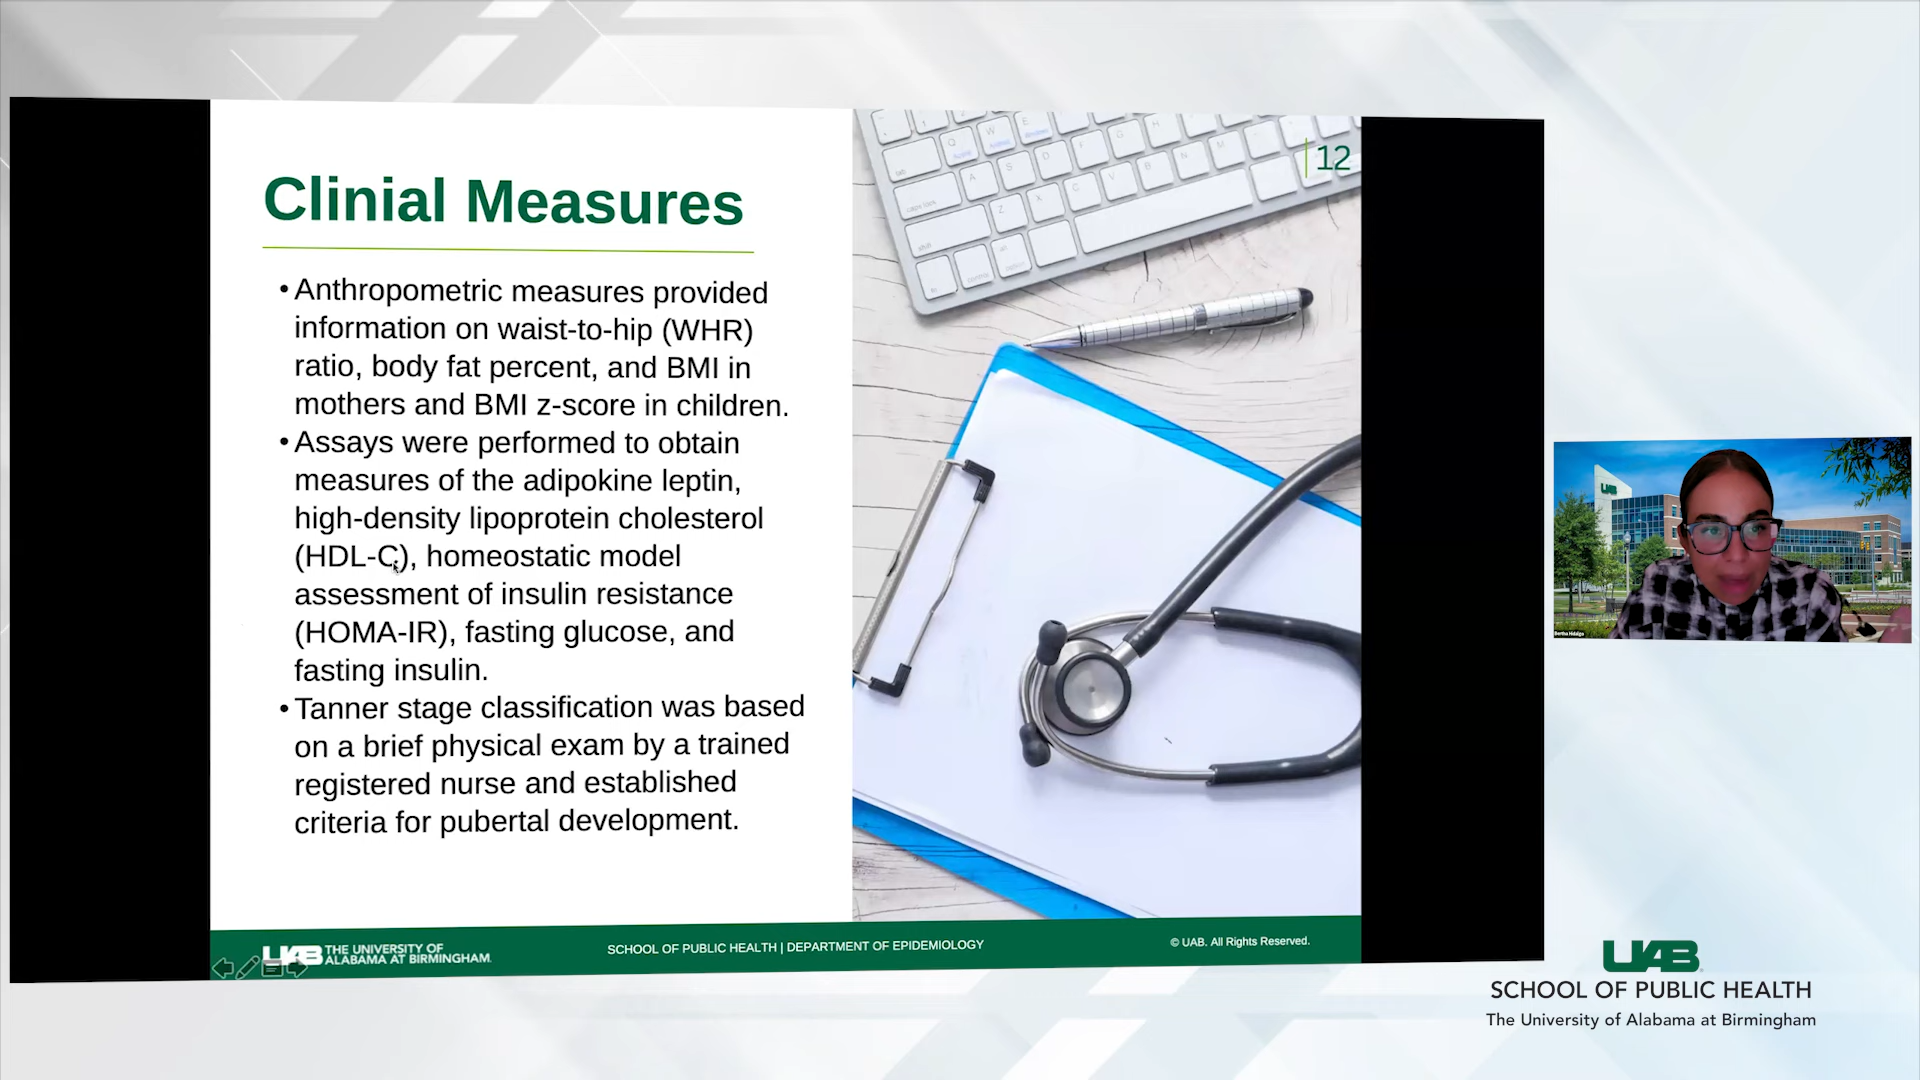 12
Clinial Measures
•Anthropometric measures provided
information on waist-to-hip (WHR)
ratio, body fat percent, and BMI in
mothers and BMI z-score in children.
•Assays were performed to obtain
measures of the adipokine leptin,
high-density lipoprotein cholesterol
(HDL-C), homeostatic model
assessment of insulin resistance
(HOMA-IR), fasting glucose, and
fasting insulin.
•Tanner stage classification was based
on a brief physical exam by a trained
registered nurse and established
criteria for pubertal development.
UAB THE UNIVERSITY OF
ALABAMA AT BIRMINGHAM.
SCHOOL OF PUBLIC HEALTH | DEPARTMENT OF EPIDEMIOLOGY
© UAB. All Rights Reserved.
UAB
Bertha Hidalgo
UAB
SCHOOL OF PUBLIC HEALTH
The University of Alabama at Birmingham